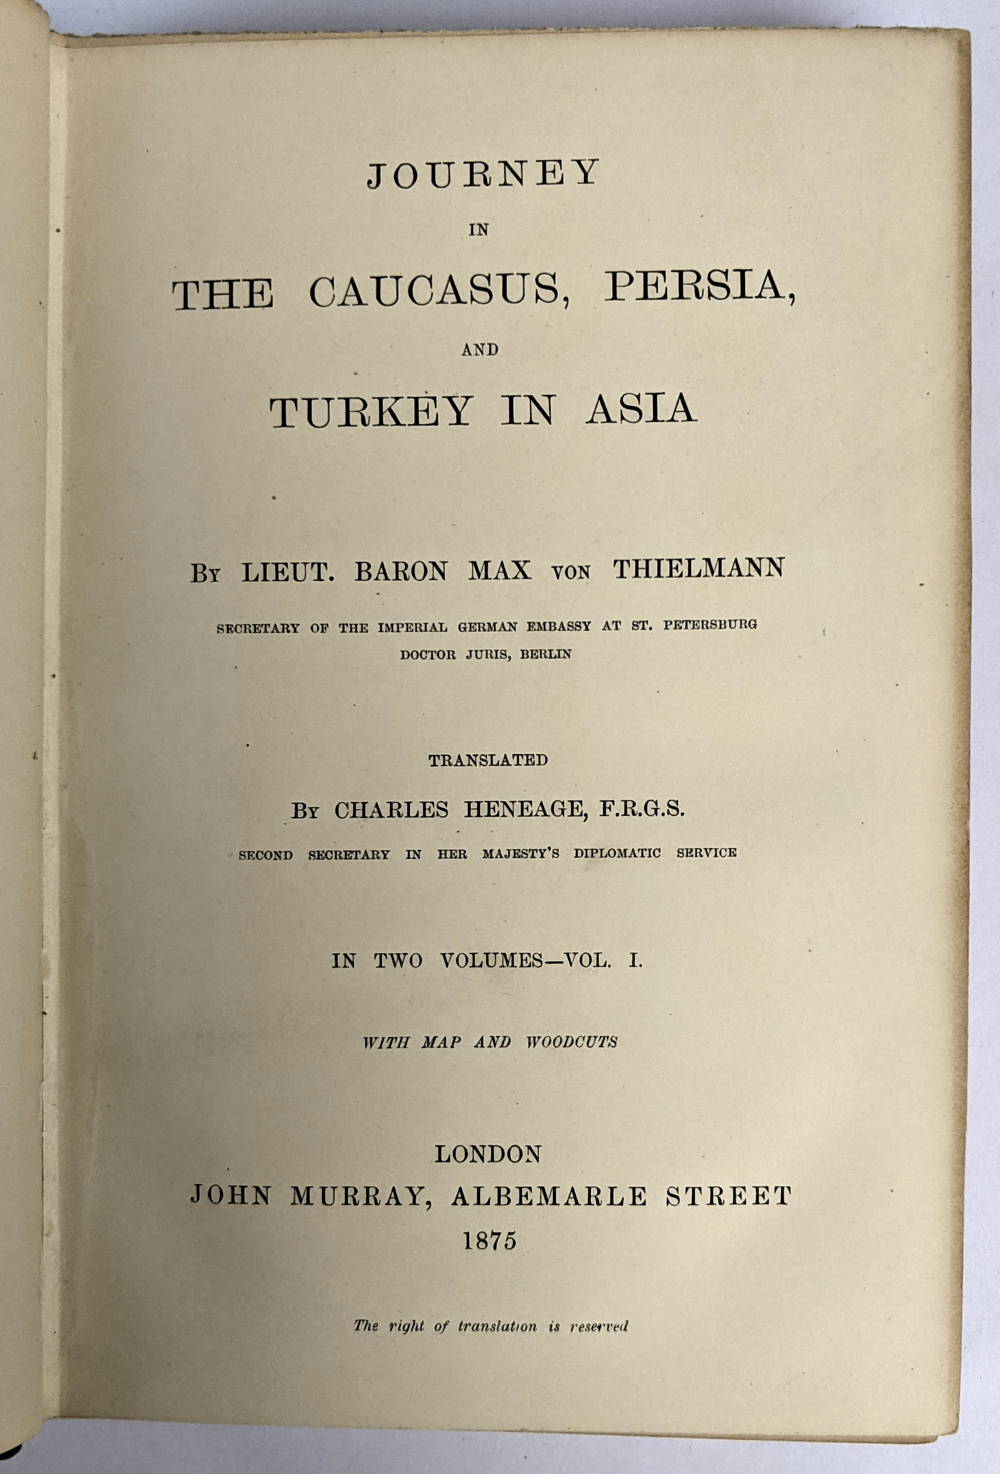 JOURNEY
IN
THE CAUCASUS, PERSIA,
AND
TURKEY IN ASIA
By LIEUT. BARON MAX VON THIELMANN
SECRETARY OF THE IMPERIAL GERMAN EMBASSY AT ST. PETERSBURG
DOCTOR JURIS, BERLIN
TRANSLATED
By CHARLES HENEAGE, F.R.G.S.
SECOND SECRETARY IN HER MAJESTY'S DIPLOMATIC SERVICE
IN TWO VOLUMES—VOL. I.
WITH MAP AND WOODCUTS
LONDON
JOHN MURRAY, ALBEMARLE STREET
1875
The right of translation is reserved